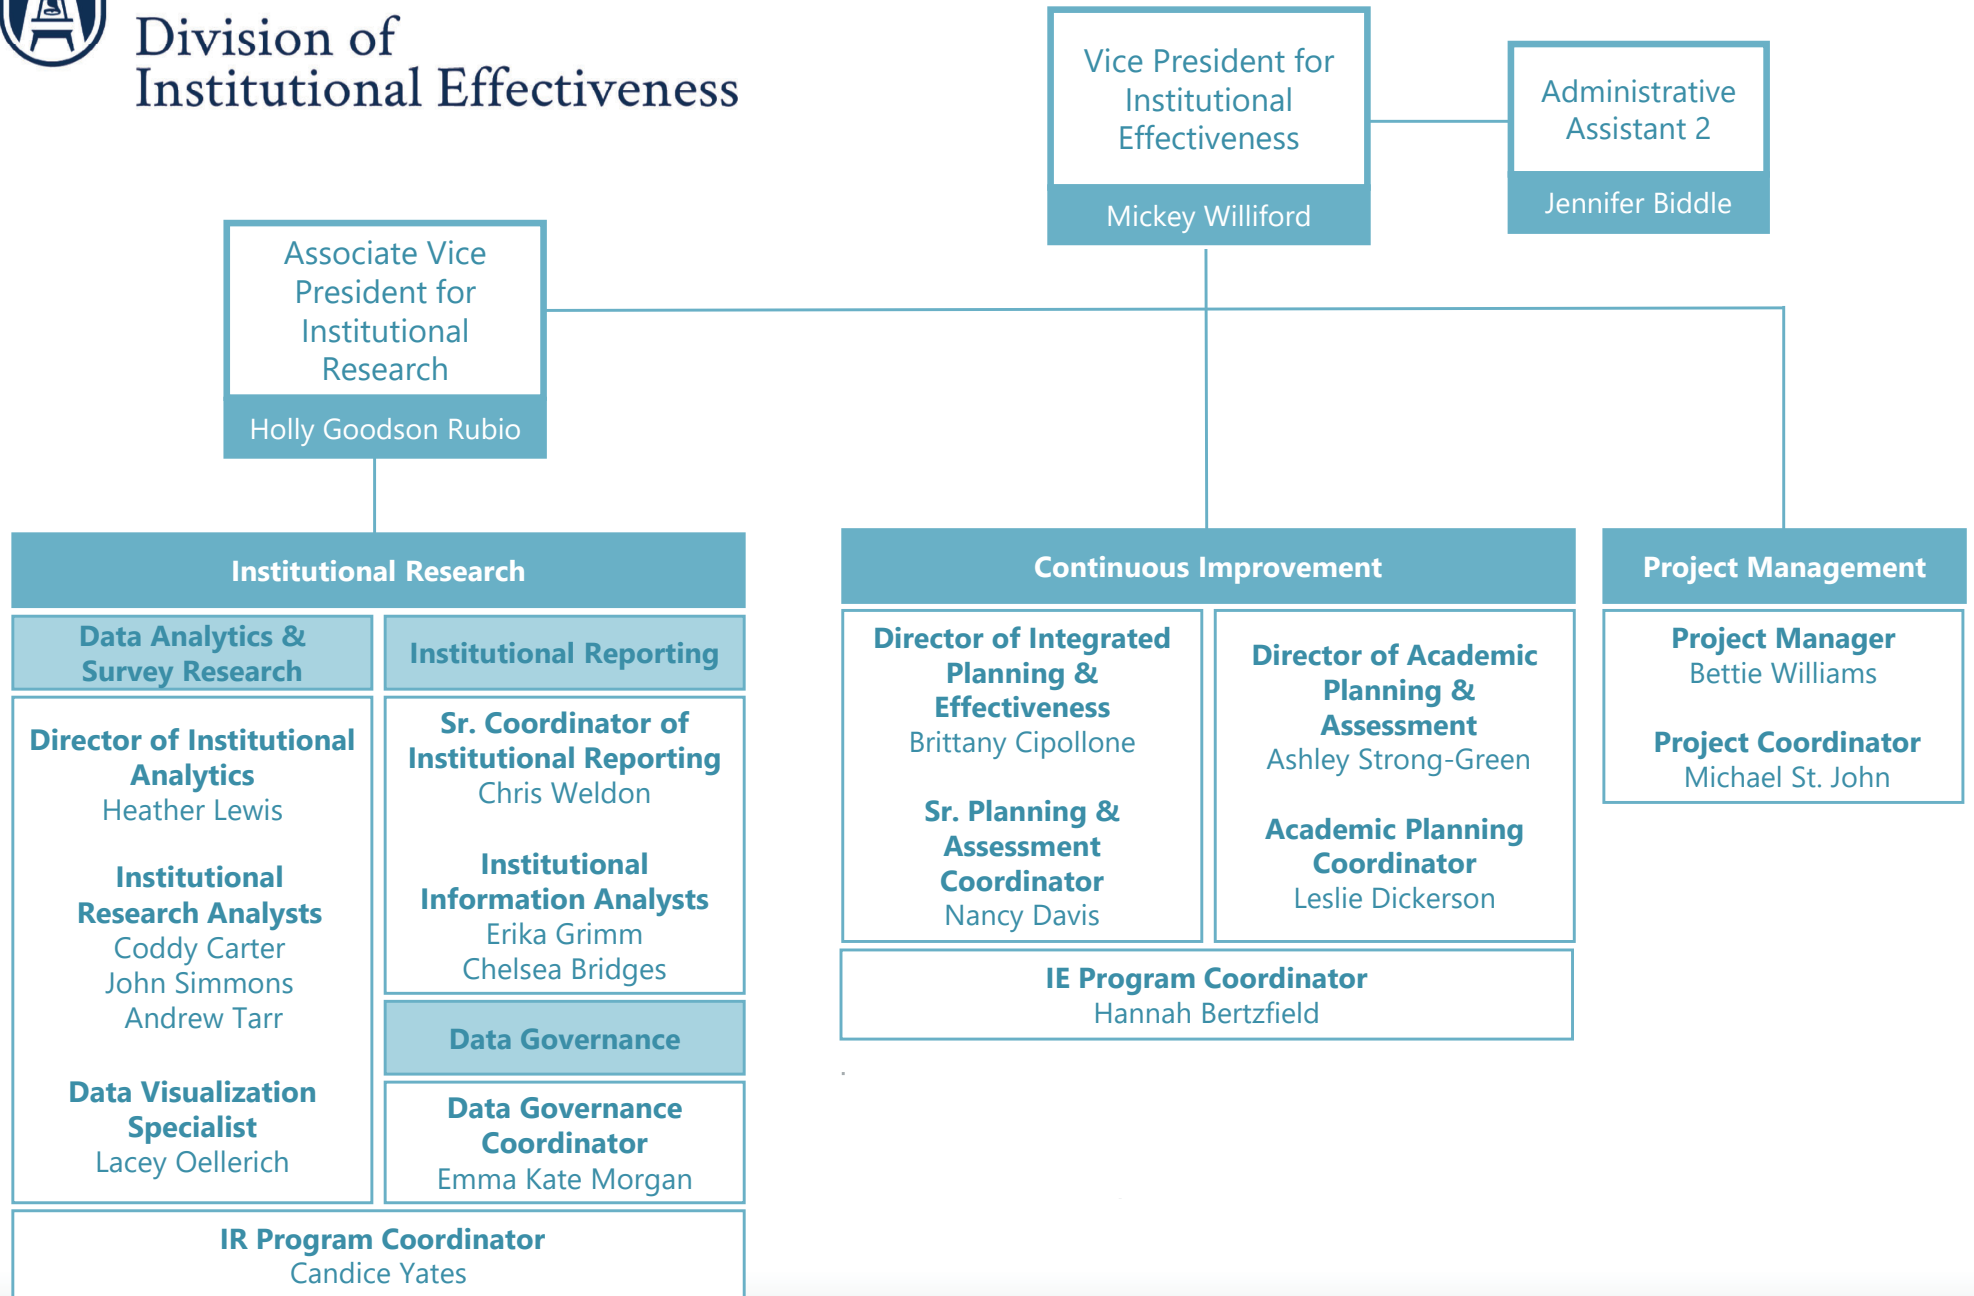 Division of
Institutional Effectiveness
Vice President for
Institutional
Effectiveness
Mickey Williford
Administrative
Assistant 2
Jennifer Biddle
Associate Vice
President for
Institutional
Research
Holly Goodson Rubio
Institutional Research
Data Analytics &
Survey Research
Director of Institutional
Analytics
Heather Lewis
Institutional
Research Analysts
Coddy Carter
John Simmons
Andrew Tarr
Data Visualization
Specialist
Lacey Oellerich
Institutional Reporting
Sr. Coordinator of
Institutional Reporting
Chris Weldon
Institutional
Information Analysts
Erika Grimm
Chelsea Bridges
Data Governance
Data Governance
Coordinator
Emma Kate Morgan
IR Program Coordinator
Candice Yates
Continuous Improvement
Director of Integrated
Planning &
Effectiveness
Brittany Cipollone
Sr. Planning &
Assessment
Coordinator
Nancy Davis
Director of Academic
Planning &
Assessment
Ashley Strong-Green
Academic Planning
Coordinator
Leslie Dickerson
IE Program Coordinator
Hannah Bertzfield
Project Management
Project Manager
Bettie Williams
Project Coordinator
Michael St. John